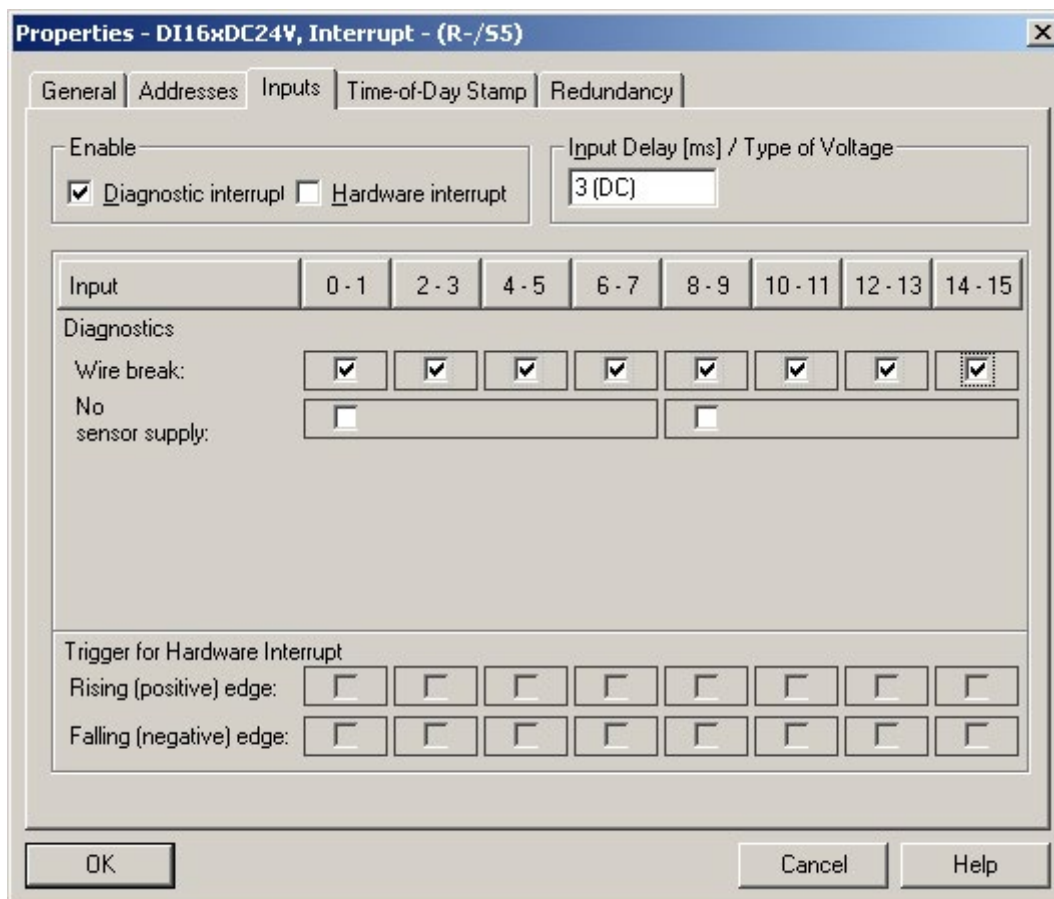 Properties - DI16xDC24V, Interrupt - (R-/S5)
General Addresses Inputs Time-of-Day Stamp Redundancy
Enable
Diagnostic interrupt Hardware interrupt
Input Delay [ms] / Type of Voltage
3 (DC)
Input 0 - 1 2 - 3 4 - 5 6 - 7 8 - 9 10 - 11 12 - 13 14 - 15
Diagnostics
Wire break:
No
sensor supply:
Trigger for Hardware Interrupt
Rising (positive) edge:
Falling (negative) edge:
OK Cancel Help